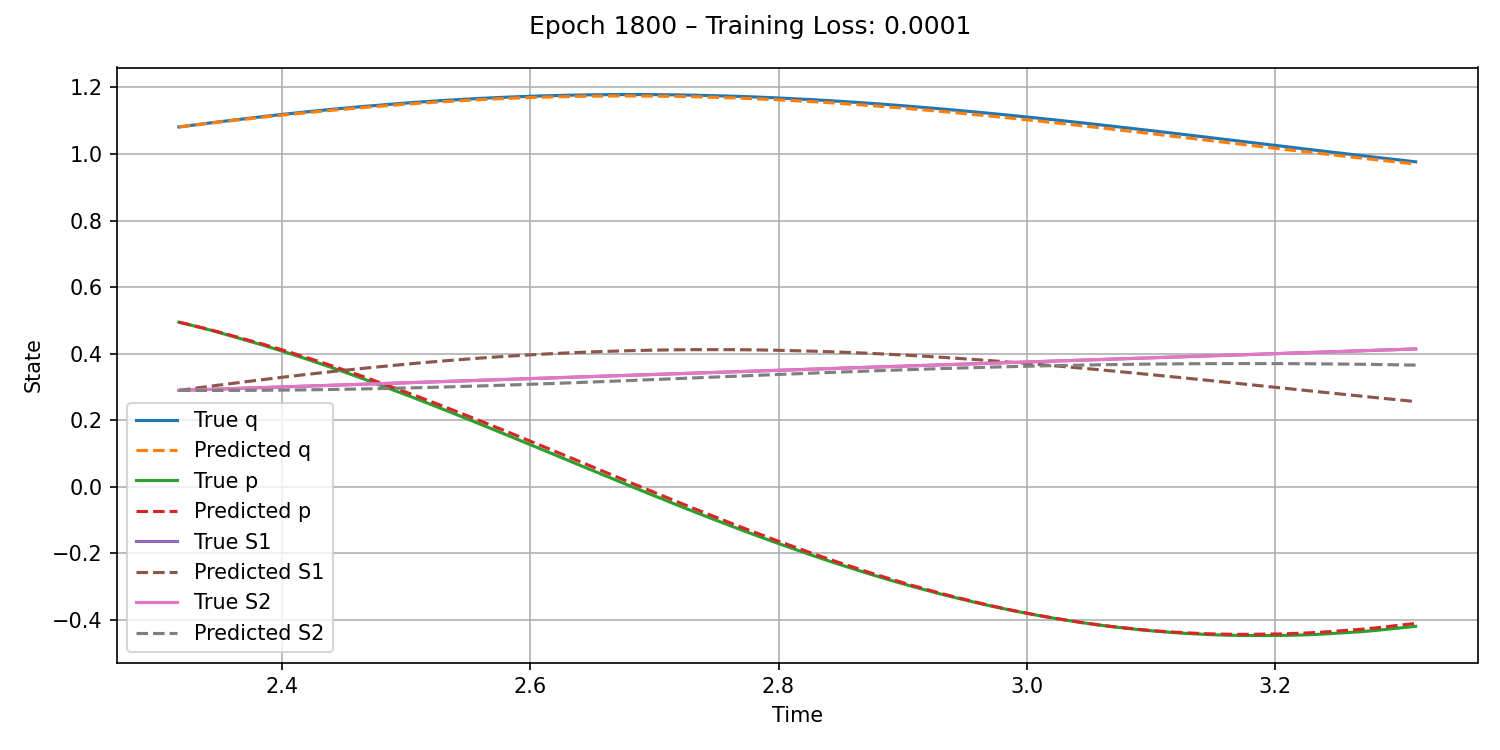 Epoch 1800 – Training Loss: 0.0001
1.2
1.0
0.8
0.6
0.4
0.2
0.0
−0.2
−0.4
State
True q
Predicted q
True p
Predicted p
True S1
Predicted S1
True S2
Predicted S2
2.4 2.6 2.8 3.0 3.2
Time